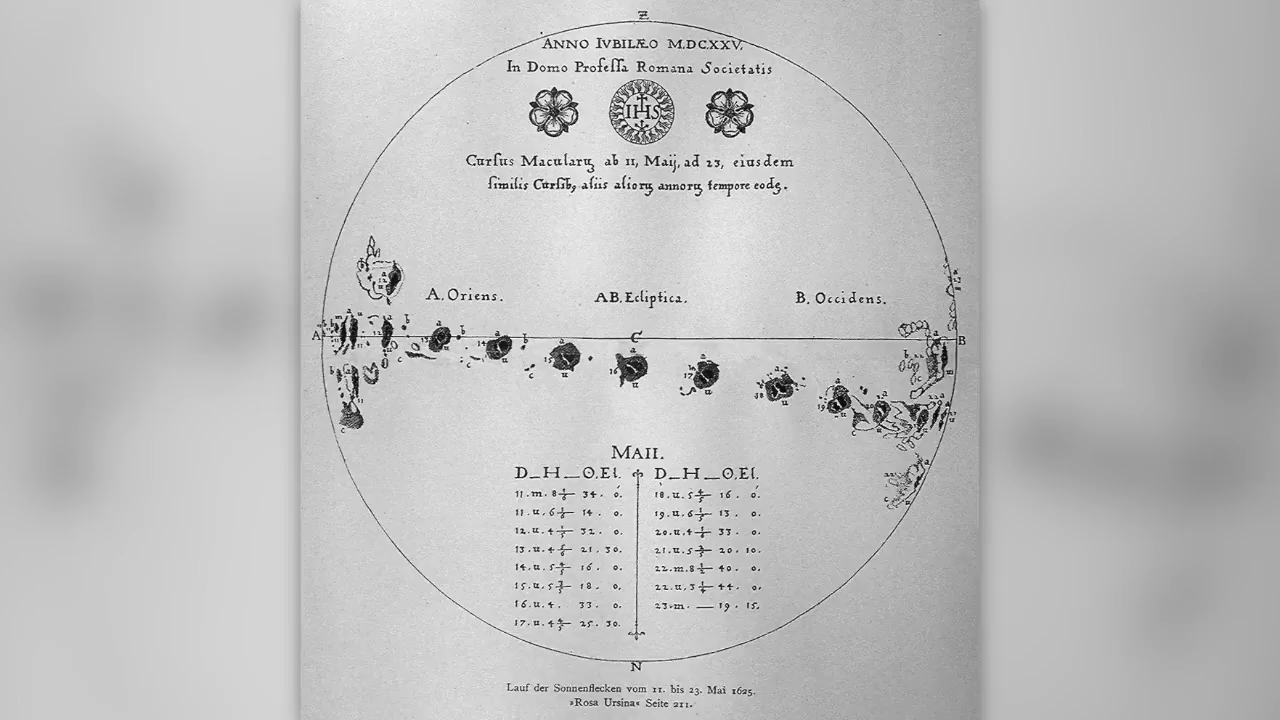 Z
ANNO IVBILÆO M.DCXXV.
In Domo Profeſſa Romana Societatis
IHS
Curſus Macularꝝ ab 11, Maij, ad 23, eiusdem
ſimilis Curſibꝰ aliis aliorꝝ annorꝝ tempore eodē.
A. Oriens. AB. Ecliptica. B. Occidens.
A C B
MAII.
D_H_O.El. D_H_O.El.
11.m. 8 34. 0. 18.u. 5 16. 0.
11.u. 6 14. 0. 19.u. 6 13. 0.
12.u. 4 32. 0. 20.u. 4 33. 0.
13.u. 4 21. 30. 21.u. 5 20. 10.
14.u. 5 16. 0. 22.m. 8 40. 0.
15.u. 5 18. 0. 22.u. 3 44. 0.
16.u. 4. 33. 0. 23.m. — 19. 15.
17.u. 4 25. 30.
N
Lauf der Sonnenflecken vom 11. bis 23. Mai 1625.
»Rosa Ursina« Seite 211.